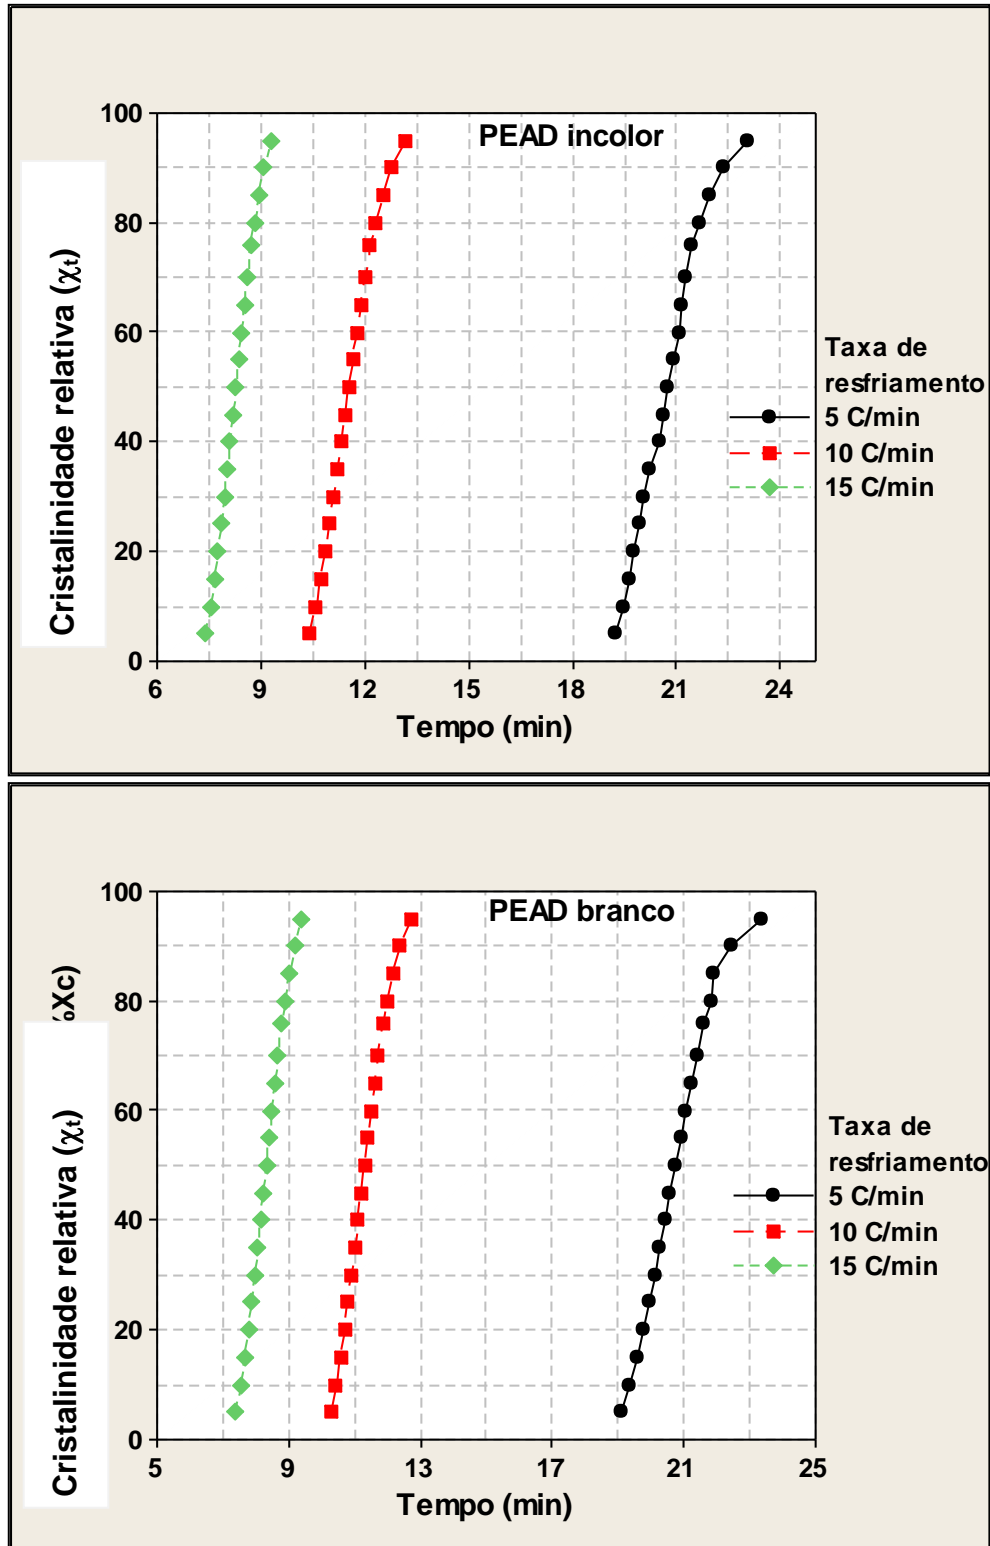 PEAD incolor
100
80
60
40
20
0
Cristalinidade relativa (χt)
6 9 12 15 18 21 24
Tempo (min)
Taxa de
resfriamento
5 C/min
10 C/min
15 C/min
PEAD branco
100
80
60
40
20
0
%Xc)
Cristalinidade relativa (χt)
5 9 13 17 21 25
Tempo (min)
Taxa de
resfriamento
5 C/min
10 C/min
15 C/min